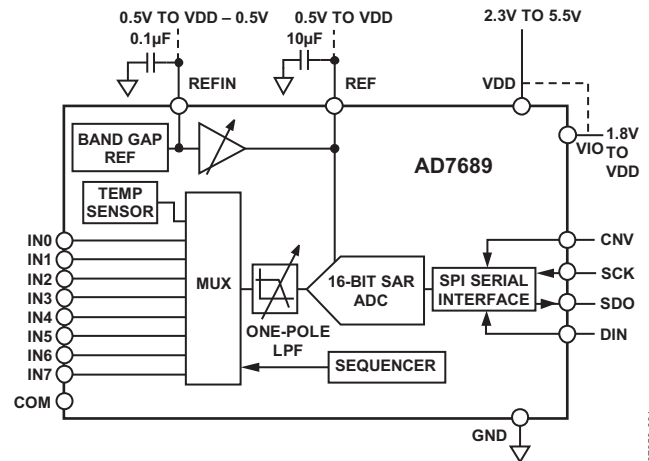 0.5V TO VDD – 0.5V
0.5V TO VDD
2.3V TO 5.5V
0.1µF
10µF
REFIN
REF
VDD
BAND GAP
REF
AD7689
VIO
1.8V
TO
VDD
TEMP
SENSOR
IN0
IN1
IN2
IN3
IN4
IN5
IN6
IN7
COM
MUX
ONE-POLE
LPF
16-BIT SAR
ADC
SPI SERIAL
INTERFACE
CNV
SCK
SDO
DIN
SEQUENCER
GND